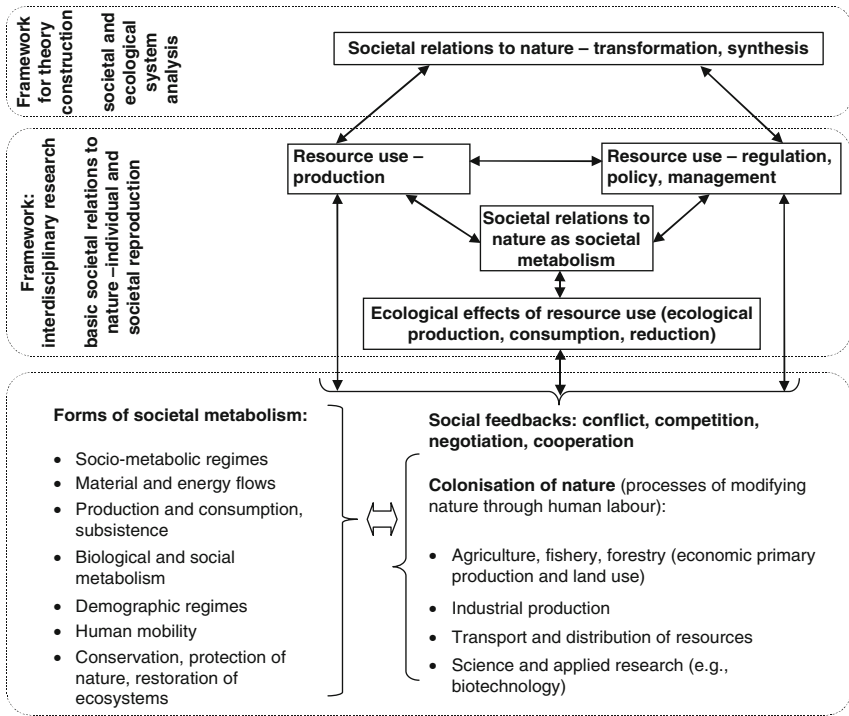 Framework
for theory
construction
societal and
ecological
system
analysis
Societal relations to nature – transformation, synthesis
Framework:
interdisciplinary research
basic societal relations to
nature –individual and
societal reproduction
Resource use –
production
Resource use – regulation,
policy, management
Societal relations to
nature as societal
metabolism
Ecological effects of resource use (ecological
production, consumption, reduction)
Forms of societal metabolism:
• Socio-metabolic regimes
• Material and energy flows
• Production and consumption,
subsistence
• Biological and social
metabolism
• Demographic regimes
• Human mobility
• Conservation, protection of
nature, restoration of
ecosystems
Social feedbacks: conflict, competition,
negotiation, cooperation
Colonisation of nature (processes of modifying
nature through human labour):
• Agriculture, fishery, forestry (economic primary
production and land use)
• Industrial production
• Transport and distribution of resources
• Science and applied research (e.g.,
biotechnology)